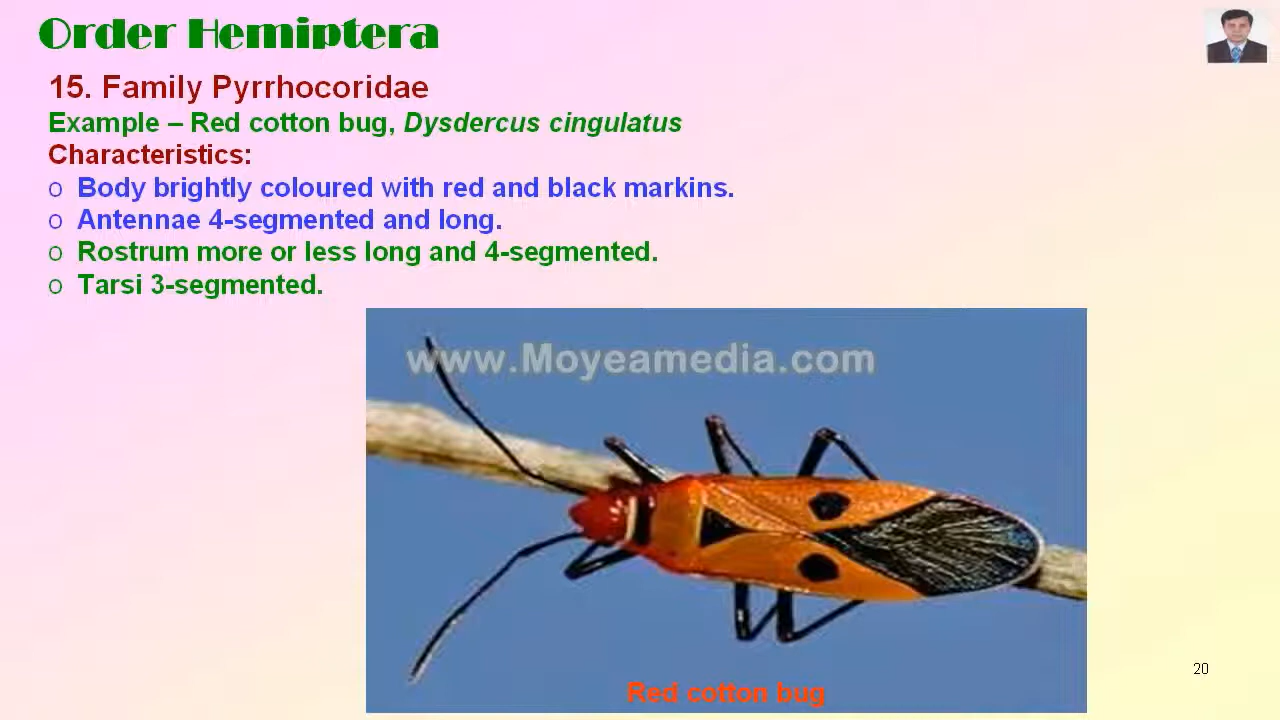 Order Hemiptera
15. Family Pyrrhocoridae
Example – Red cotton bug, Dysdercus cingulatus
Characteristics:
o Body brightly coloured with red and black markins.
o Antennae 4-segmented and long.
o Rostrum more or less long and 4-segmented.
o Tarsi 3-segmented.
www.Moyeamedia.com
Red cotton bug
20